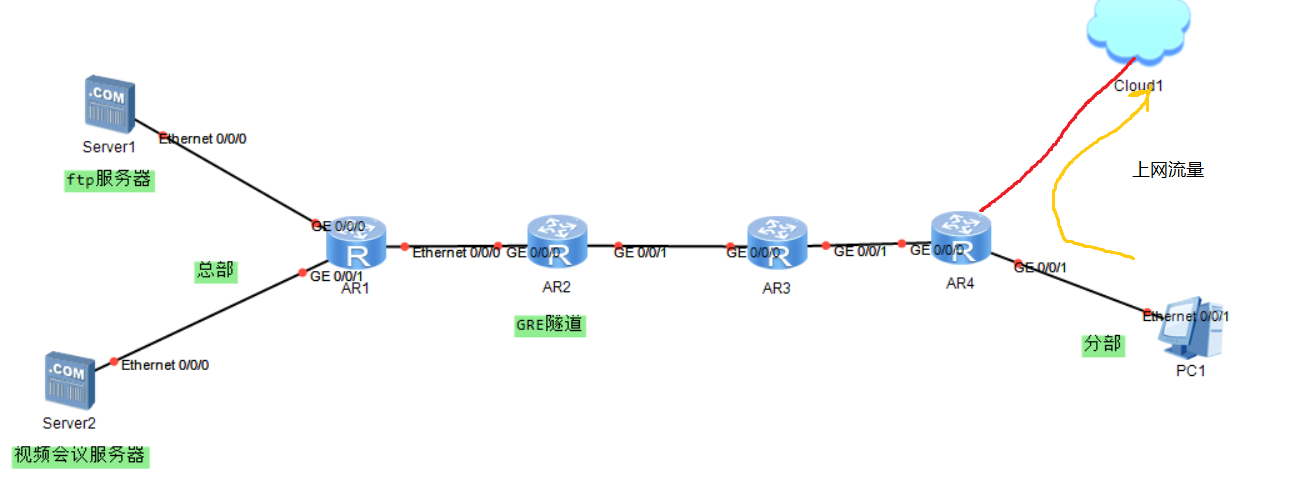 Cloud1
.COM
Ethernet 0/0/0
Server1
上网流量
ftp服务器
GE 0/0/0
R
Ethernet 0/0/0
GE 0/0/0
R
GE 0/0/1
GE 0/0/0
R
GE 0/0/1
GE 0/0/0
R
GE 0/0/1
总部
GE 0/0/1
AR1
AR2
AR3
AR4
Ethernet 0/0/1
GRE隧道
分部
Ethernet 0/0/0
.COM
PC1
Server2
视频会议服务器